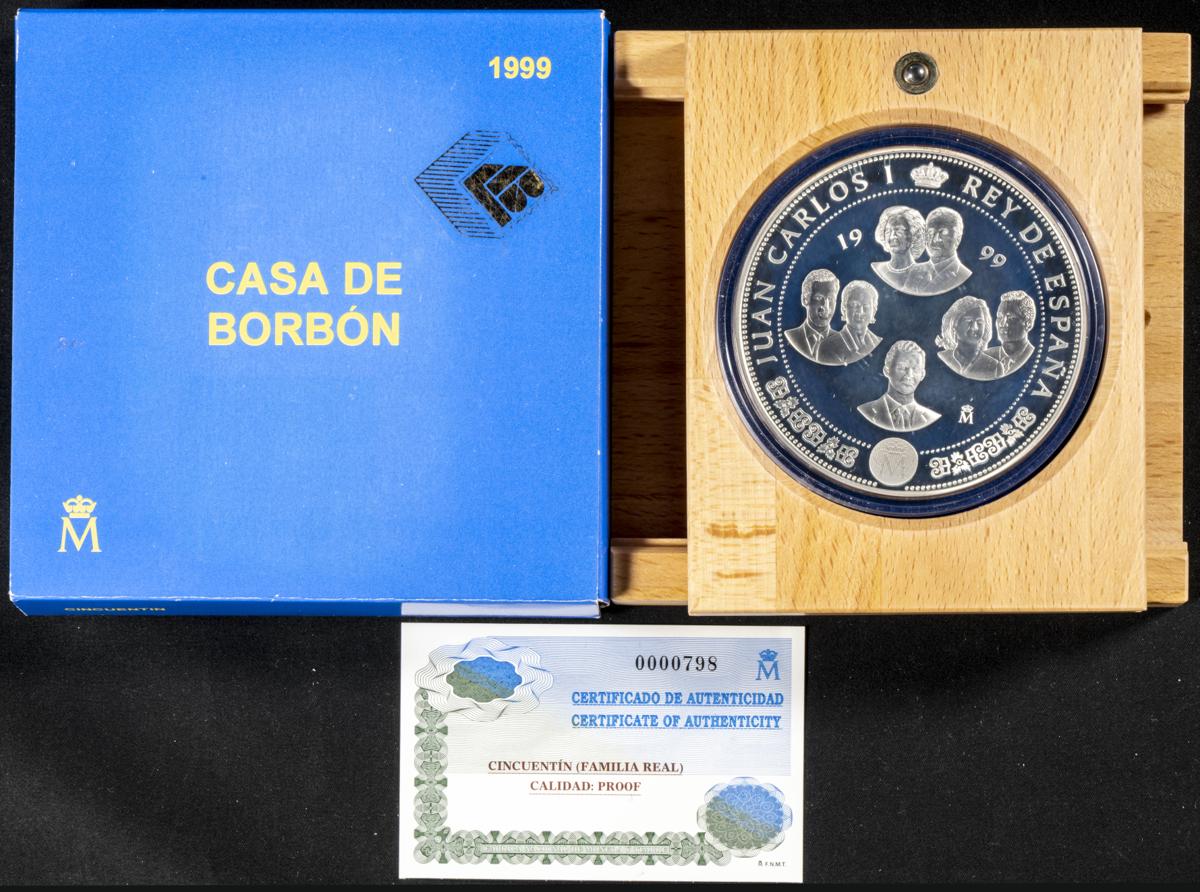 1999
CASA DE
BORBÓN
M
CINCUENTIN
JUAN CARLOS I REY DE ESPAÑA
19 99
M
M
0000798
M
CERTIFICADO DE AUTENTICIDAD
CERTIFICATE OF AUTHENTICITY
CINCUENTÍN (FAMILIA REAL)
CALIDAD: PROOF
F.N.M.T.